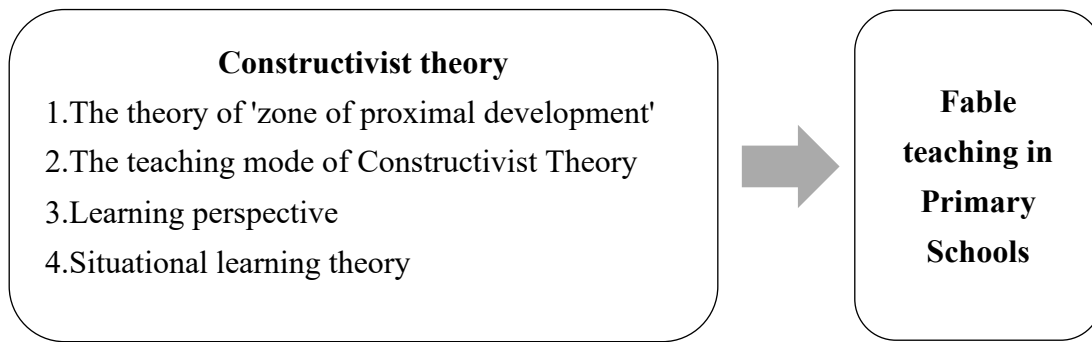 Constructivist theory
1.The theory of 'zone of proximal development'
2.The teaching mode of Constructivist Theory
3.Learning perspective
4.Situational learning theory
Fable
teaching in
Primary
Schools